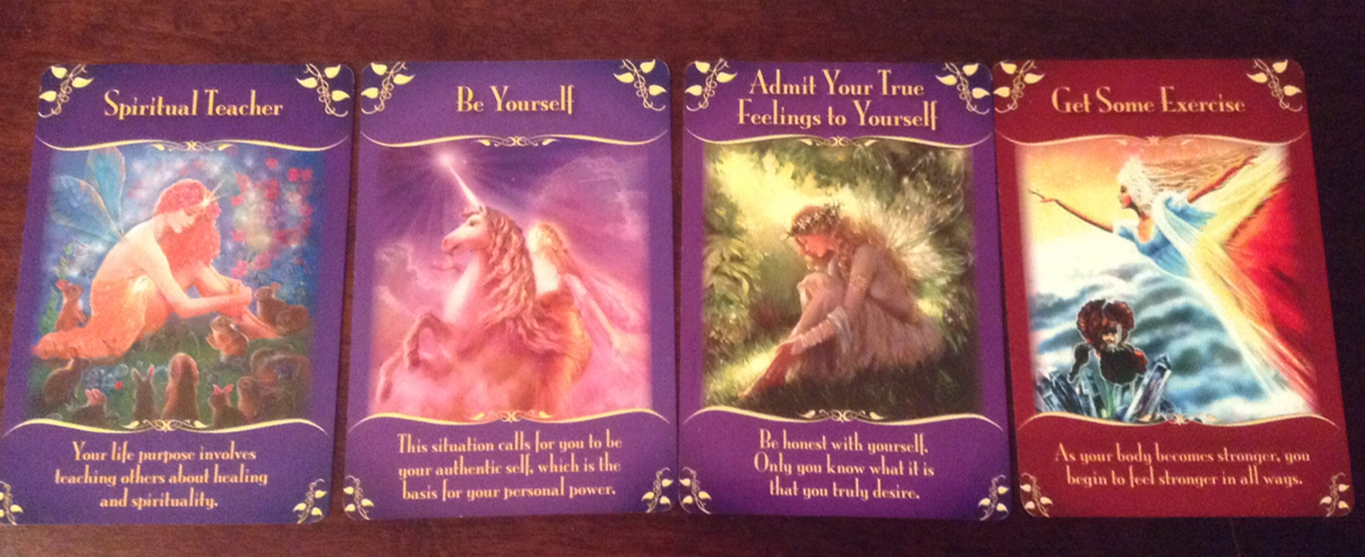 Spiritual Teacher
Your life purpose involves
teaching others about healing
and spirituality.
Be Yourself
This situation calls for you to be
your authentic self, which is the
basis for your personal power.
Admit Your True
Feelings to Yourself
Be honest with yourself.
Only you know what it is
that you truly desire.
Get Some Exercise
As your body becomes stronger, you
begin to feel stronger in all ways.